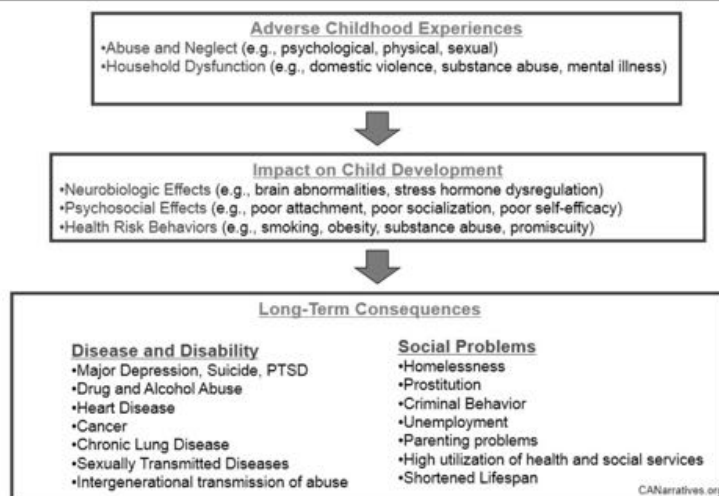 Adverse Childhood Experiences
•Abuse and Neglect (e.g., psychological, physical, sexual)
•Household Dysfunction (e.g., domestic violence, substance abuse, mental illness)
Impact on Child Development
•Neurobiologic Effects (e.g., brain abnormalities, stress hormone dysregulation)
•Psychosocial Effects (e.g., poor attachment, poor socialization, poor self-efficacy)
•Health Risk Behaviors (e.g., smoking, obesity, substance abuse, promiscuity)
Long-Term Consequences
Disease and Disability
•Major Depression, Suicide, PTSD
•Drug and Alcohol Abuse
•Heart Disease
•Cancer
•Chronic Lung Disease
•Sexually Transmitted Diseases
•Intergenerational transmission of abuse
Social Problems
•Homelessness
•Prostitution
•Criminal Behavior
•Unemployment
•Parenting problems
•High utilization of health and social services
•Shortened Lifespan
CANarratives.org